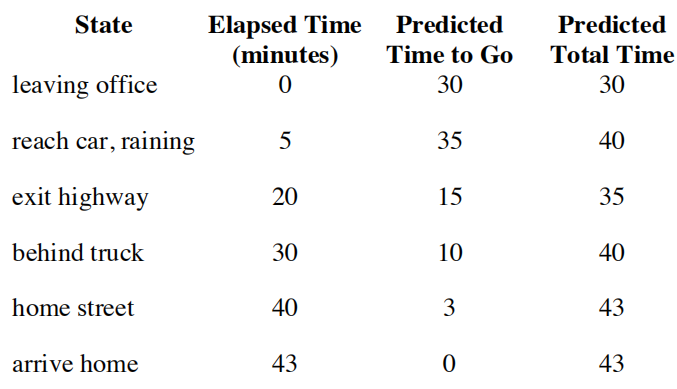 State Elapsed Time Predicted Predicted
(minutes) Time to Go Total Time
leaving office 0 30 30
reach car, raining 5 35 40
exit highway 20 15 35
behind truck 30 10 40
home street 40 3 43
arrive home 43 0 43